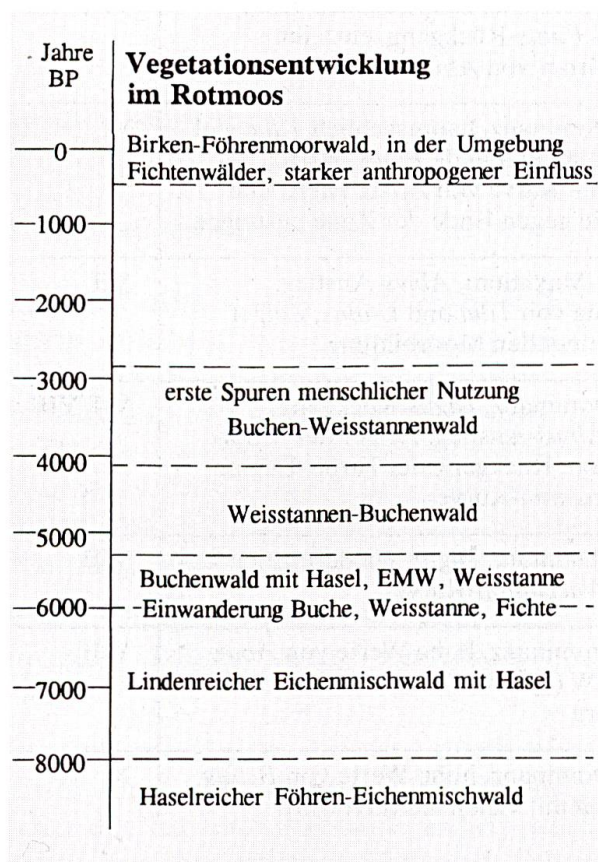 Jahre
BP
Vegetationsentwicklung
im Rotmoos
0
Birken-Föhrenmoorwald, in der Umgebung
Fichtenwälder, starker anthropogener Einfluss
1000
2000
3000
erste Spuren menschlicher Nutzung
Buchen-Weisstannenwald
4000
Weisstannen-Buchenwald
5000
Buchenwald mit Hasel, EMW, Weisstanne
6000
Einwanderung Buche, Weisstanne, Fichte
7000
Lindenreicher Eichenmischwald mit Hasel
8000
Haselreicher Föhren-Eichenmischwald